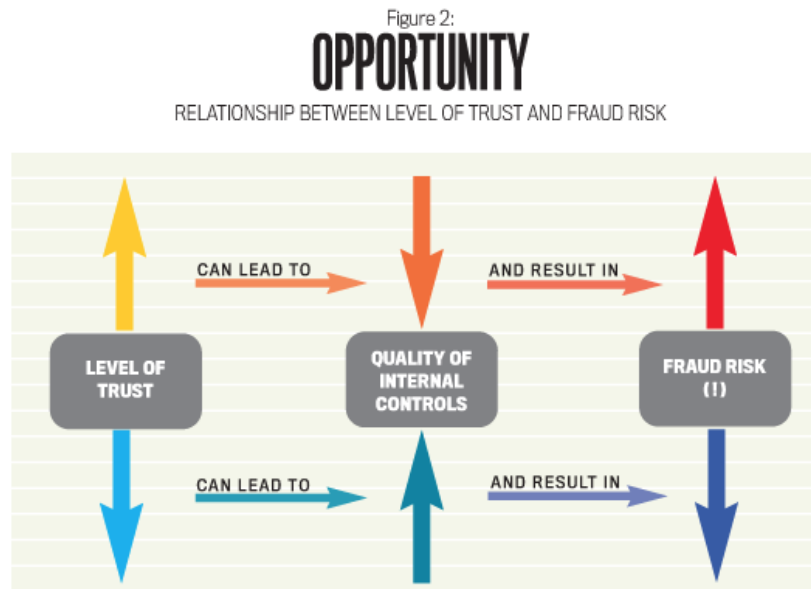 Figure 2:
OPPORTUNITY
RELATIONSHIP BETWEEN LEVEL OF TRUST AND FRAUD RISK
CAN LEAD TO
AND RESULT IN
LEVEL OF
TRUST
QUALITY OF
INTERNAL
CONTROLS
FRAUD RISK
(!)
CAN LEAD TO
AND RESULT IN